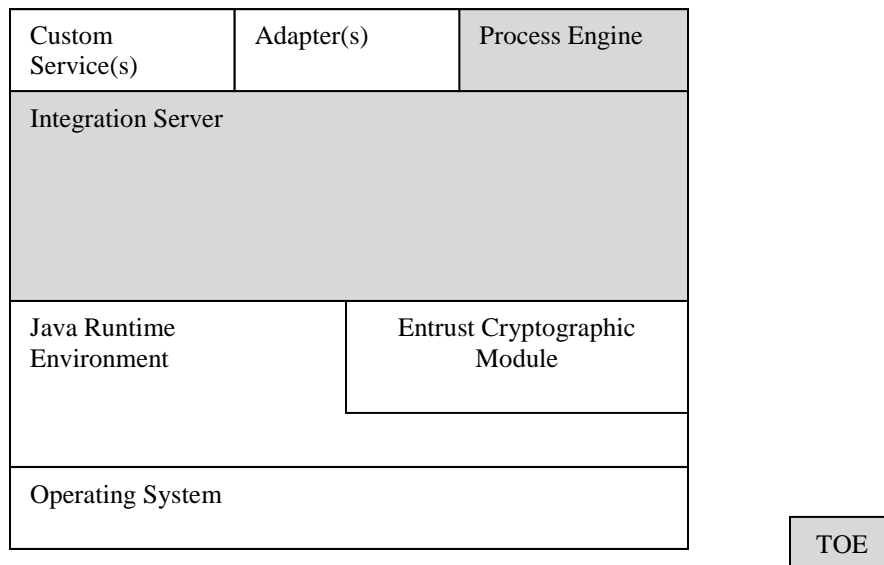 Custom
Service(s)
Adapter(s)
Process Engine
Integration Server
Java Runtime
Environment
Entrust Cryptographic
Module
Operating System
TOE